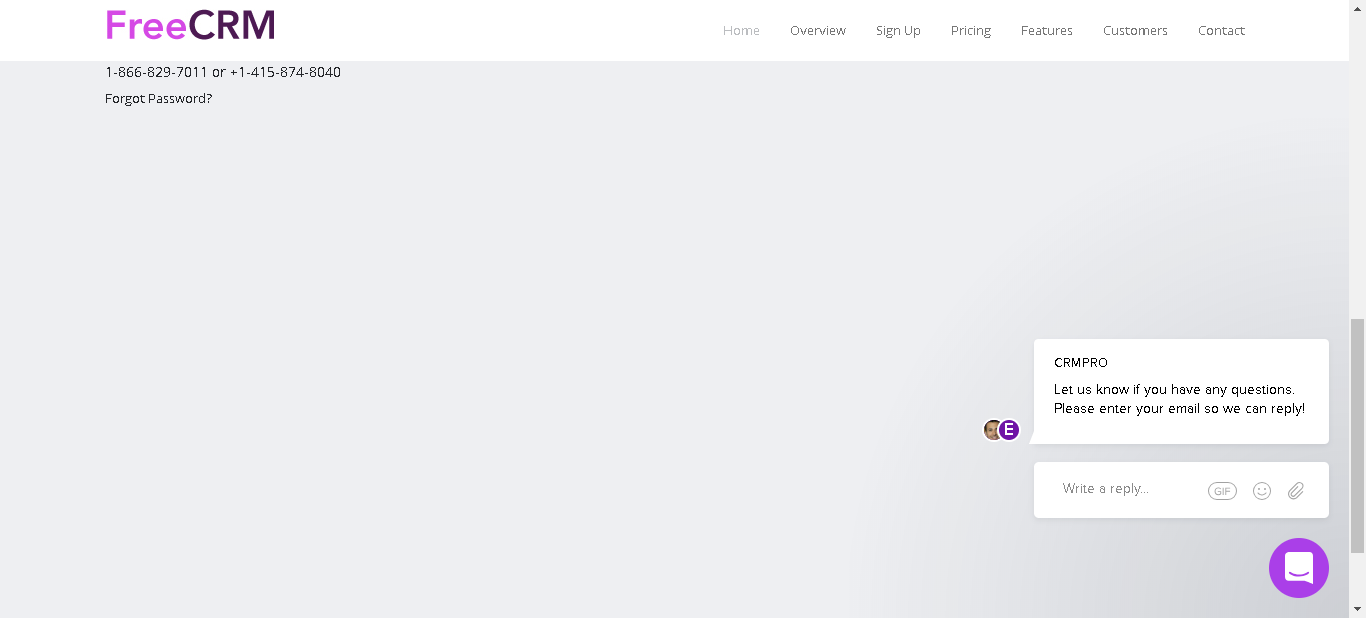 FreeCRM
Home Overview Sign Up Pricing Features Customers Contact
1-866-829-7011 or +1-415-874-8040
Forgot Password?
CRMPRO
Let us know if you have any questions.
Please enter your email so we can reply!
E
Write a reply...
GIF